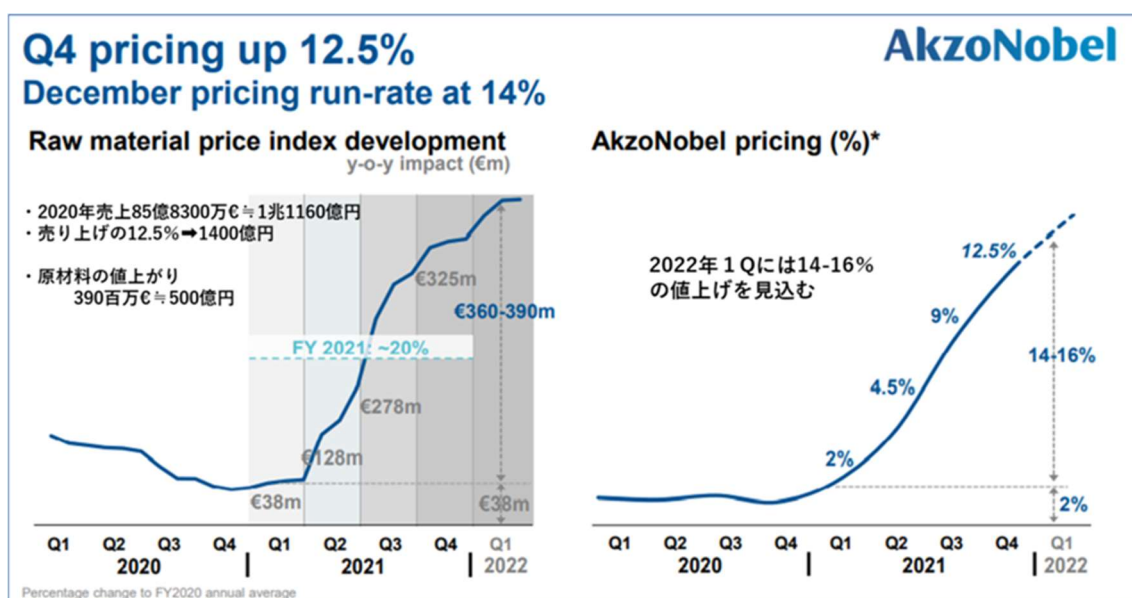 Q4 pricing up 12.5%
December pricing run-rate at 14%
AkzoNobel
Raw material price index development
y-o-y impact (€m)
・2020年売上85億8300万€≒1兆1160億円
・売り上げの12.5%➡1400億円
・原材料の値上がり
390百万€≒500億円
€325m
€360-390m
FY 2021: ~20%
€278m
€128m
€38m
€38m
Q1 Q2 Q3 Q4 Q1 Q2 Q3 Q4 Q1
2020 2021 2022
AkzoNobel pricing (%)*
2022年１Qには14-16%
の値上げを見込む
12.5%
9%
14-16%
4.5%
2%
2%
Q1 Q2 Q3 Q4 Q1 Q2 Q3 Q4 Q1
2020 2021 2022
Percentage change to FY2020 annual average